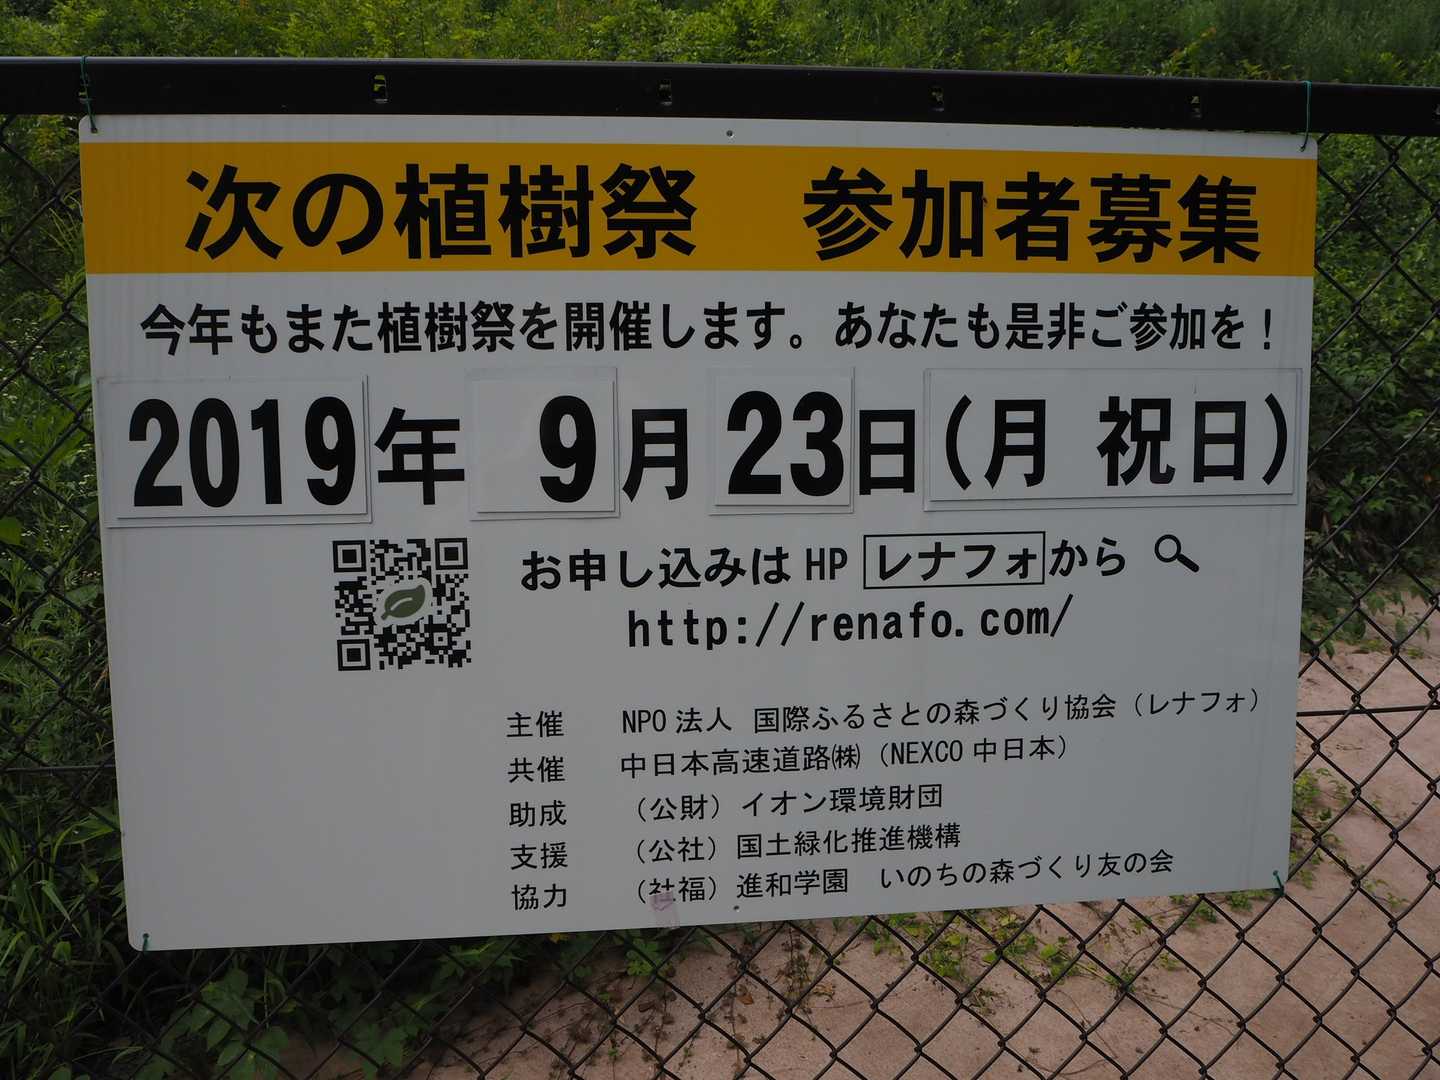 次の植樹祭　参加者募集
今年もまた植樹祭を開催します。あなたも是非ご参加を！
2019年 9月 23日 (月 祝日)
お申し込みは HP レナフォ から
http://renafo.com/
主催　NPO 法人 国際ふるさとの森づくり協会（レナフォ）
共催　中日本高速道路㈱（NEXCO 中日本）
助成　（公財）イオン環境財団
支援　（公社）国土緑化推進機構
協力　（社福）進和学園　いのちの森づくり友の会